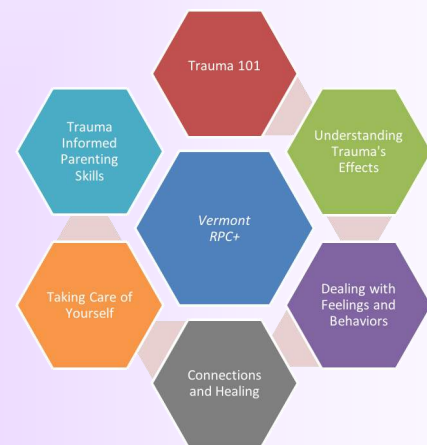 Trauma 101
Understanding
Trauma's
Effects
Dealing with
Feelings and
Behaviors
Connections
and Healing
Taking Care of
Yourself
Trauma
Informed
Parenting
Skills
Vermont
RPC+